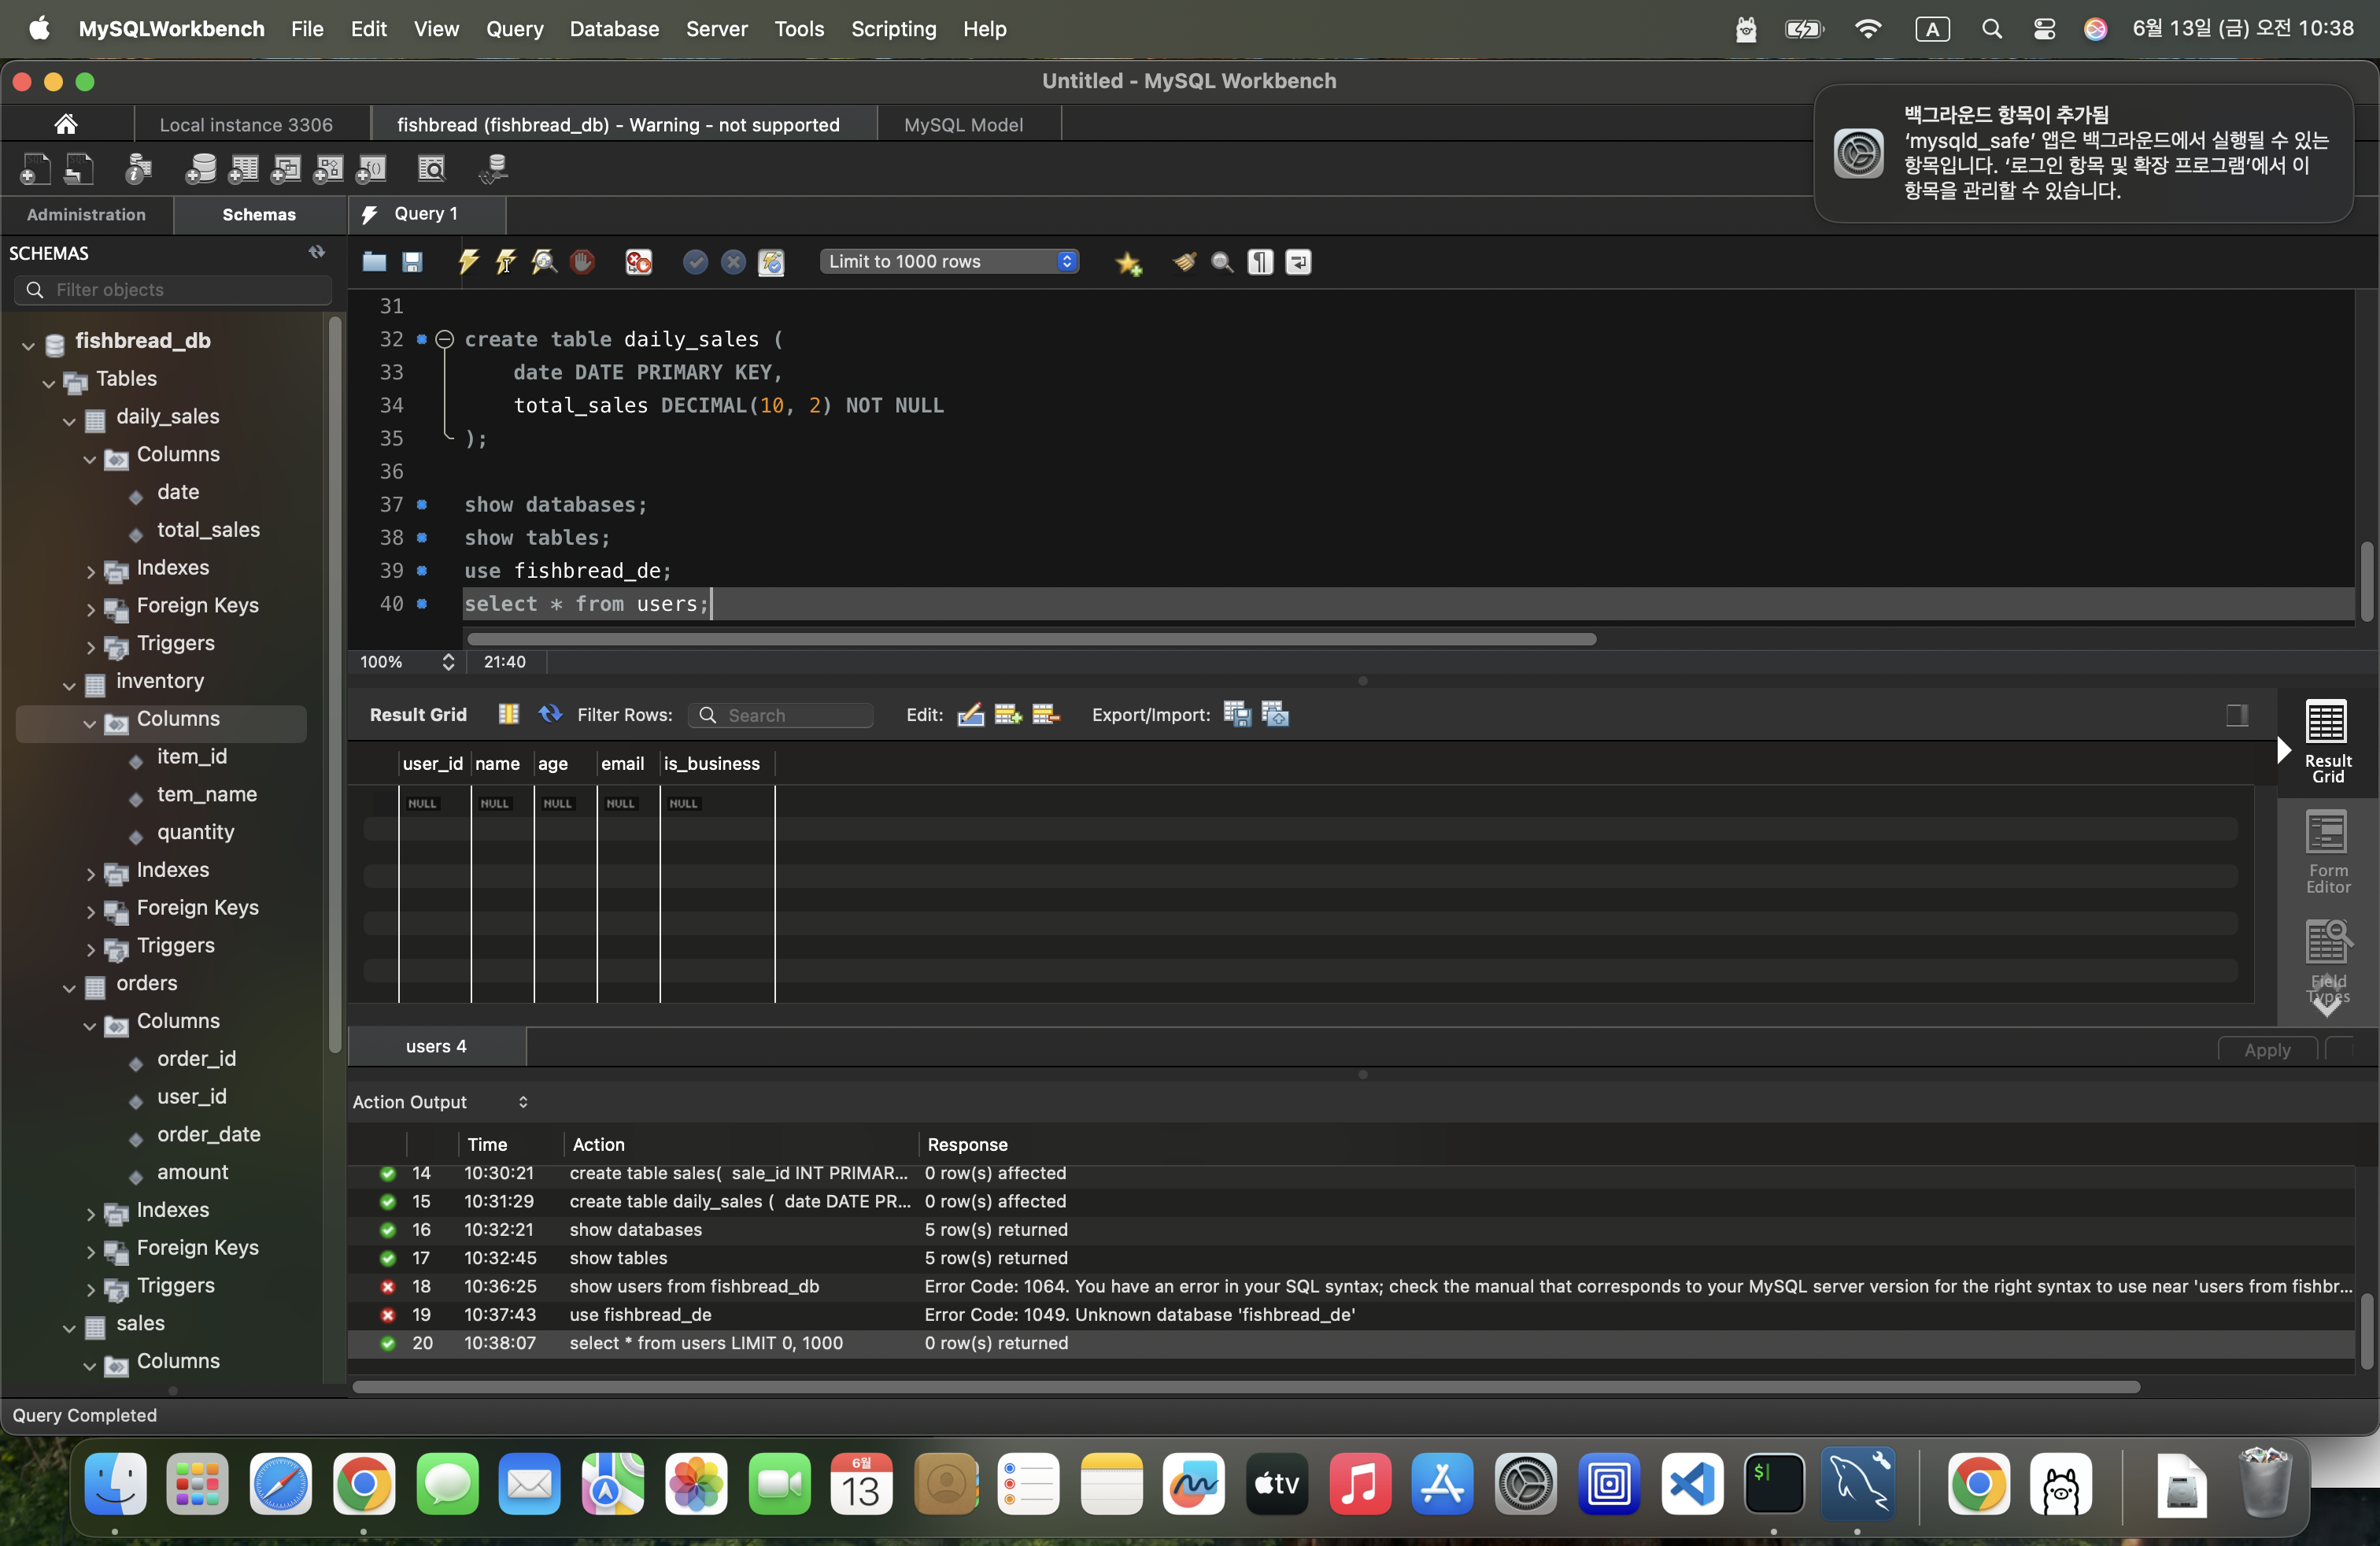 MySQLWorkbench File Edit View Query Database Server Tools Scripting Help
A
6월 13일 (금) 오전 10:38
Untitled - MySQL Workbench
백그라운드 항목이 추가됨
‘mysqld_safe’ 앱은 백그라운드에서 실행될 수 있는
항목입니다. ‘로그인 항목 및 확장 프로그램’에서 이
항목을 관리할 수 있습니다.
Local instance 3306
fishbread (fishbread_db) - Warning - not supported
MySQL Model
Administration
Schemas
Query 1
SCHEMAS
Filter objects
Limit to 1000 rows
fishbread_db
Tables
daily_sales
Columns
date
total_sales
Indexes
Foreign Keys
Triggers
inventory
Columns
item_id
tem_name
quantity
Indexes
Foreign Keys
Triggers
orders
Columns
order_id
user_id
order_date
amount
Indexes
Foreign Keys
Triggers
sales
Columns
31
32 create table daily_sales (
33 date DATE PRIMARY KEY,
34 total_sales DECIMAL(10, 2) NOT NULL
35 );
36
37 show databases;
38 show tables;
39 use fishbread_de;
40 select * from users;
100% 21:40
Result Grid Filter Rows: Search Edit: Export/Import:
user_id name age email is_business
NULL NULL NULL NULL NULL
Result
Grid
Form
Editor
Field
Types
users 4
Apply
Action Output
Time Action Response
14 10:30:21 create table sales( sale_id INT PRIMAR... 0 row(s) affected
15 10:31:29 create table daily_sales ( date DATE PR... 0 row(s) affected
16 10:32:21 show databases 5 row(s) returned
17 10:32:45 show tables 5 row(s) returned
18 10:36:25 show users from fishbread_db Error Code: 1064. You have an error in your SQL syntax; check the manual that corresponds to your MySQL server version for the right syntax to use near 'users from fishbr...
19 10:37:43 use fishbread_de Error Code: 1049. Unknown database 'fishbread_de'
20 10:38:07 select * from users LIMIT 0, 1000 0 row(s) returned
Query Completed
6월
13
tv
$